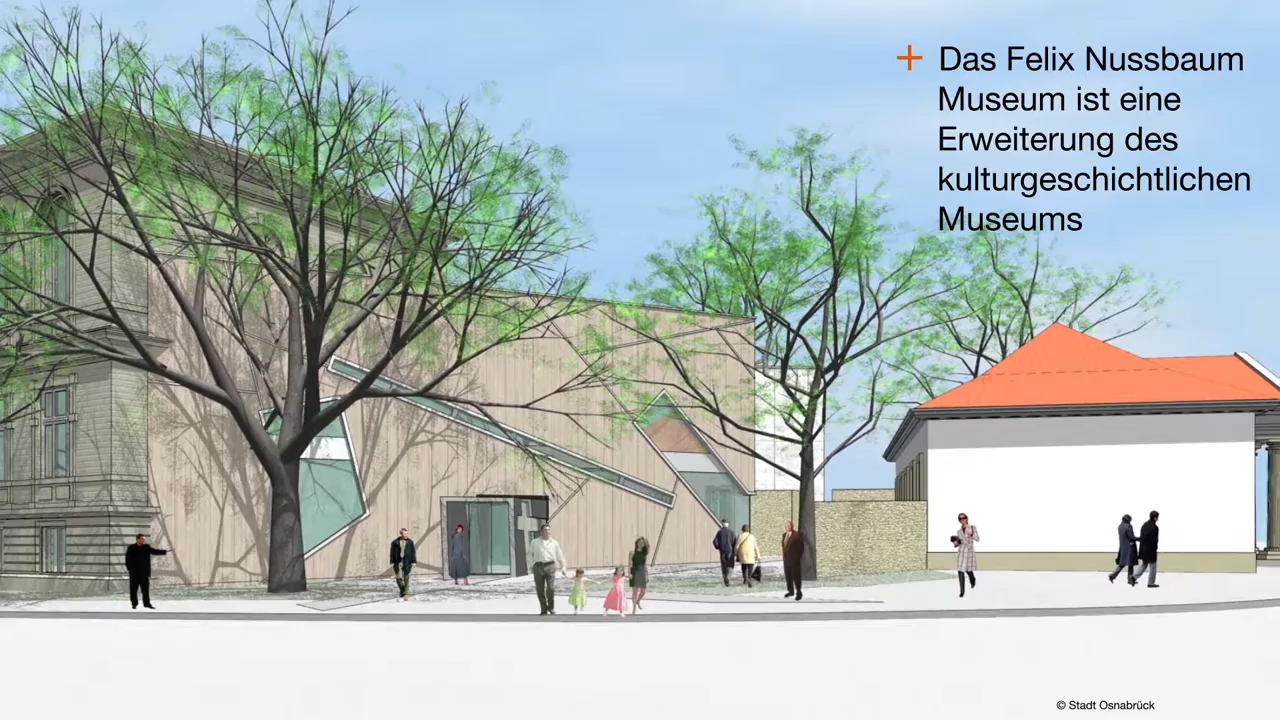 + Das Felix Nussbaum
Museum ist eine
Erweiterung des
kulturgeschichtlichen
Museums
© Stadt Osnabrück